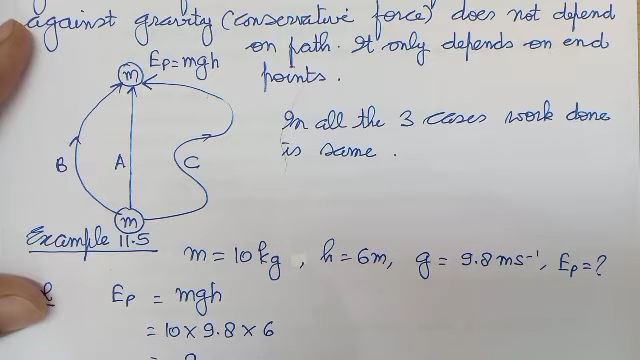 against gravity (conservative force) does not depend
on path. It only depends on end
points.
m Ep = mgh
In all the 3 cases work done
is same.
B A C
m
Example 11.5
m = 10kg , h = 6m, g = 9.8 ms⁻¹, Ep = ?
Ep = mgh
= 10 × 9.8 × 6
=